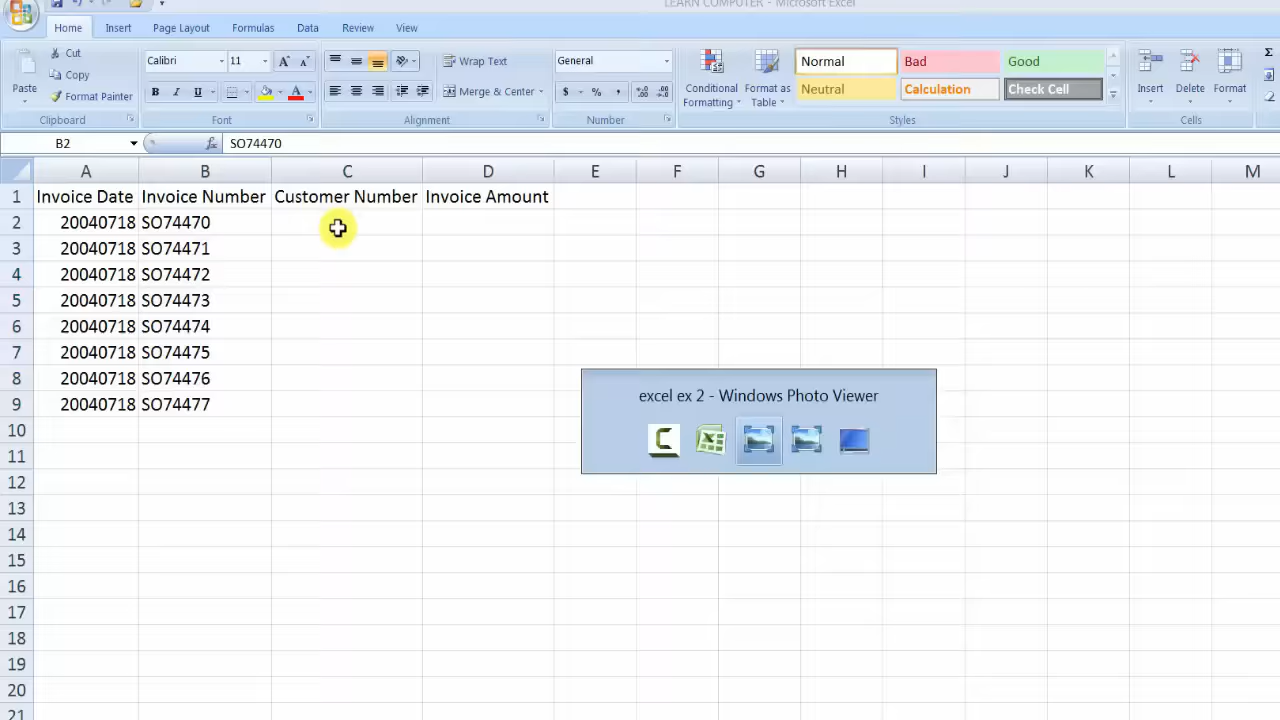 LEARN COMPUTER - Microsoft Excel
Home Insert Page Layout Formulas Data Review View
Paste
Cut
Copy
Format Painter
Clipboard
Calibri 11
B I U
Font
Wrap Text
Merge & Center
Alignment
General
$ % ,
Number
Conditional Formatting
Format as Table
Normal Bad Good
Neutral Calculation Check Cell
Styles
Insert Delete Format
Cells
B2 fx SO74470
A B C D E F G H I J K L M
1 Invoice Date Invoice Number Customer Number Invoice Amount
2 20040718 SO74470
3 20040718 SO74471
4 20040718 SO74472
5 20040718 SO74473
6 20040718 SO74474
7 20040718 SO74475
8 20040718 SO74476
9 20040718 SO74477
10
11
12
13
14
15
16
17
18
19
20
21
excel ex 2 - Windows Photo Viewer